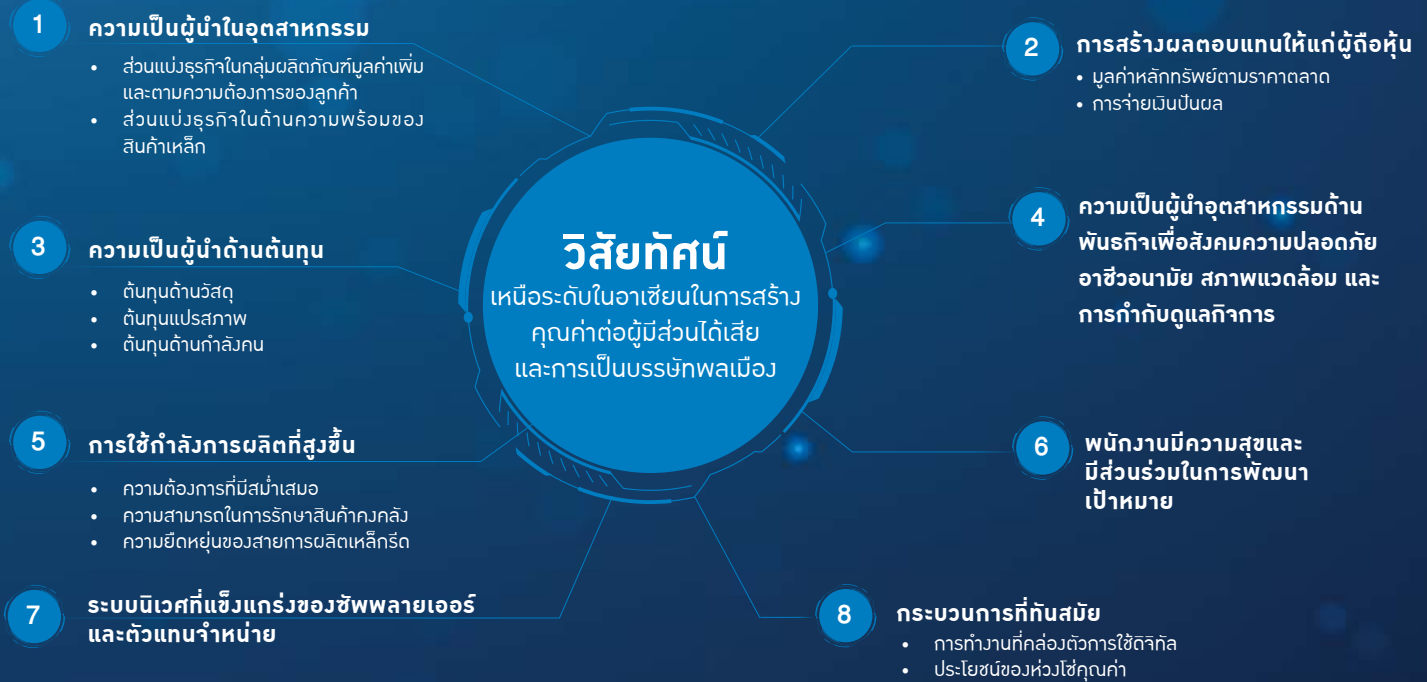 1
ความเป็นผู้นำในอุตสาหกรรม
• ส่วนแบ่งธุรกิจในกลุ่มผลิตภัณฑ์มูลค่าเพิ่ม
และตามความต้องการของลูกค้า
• ส่วนแบ่งธุรกิจในด้านความพร้อมของ
สินค้าเหล็ก
2
การสร้างผลตอบแทนให้แก่ผู้ถือหุ้น
• มูลค่าหลักทรัพย์ตามราคาตลาด
• การจ่ายเงินปันผล
วิสัยทัศน์
เหนือระดับในอาเซียนในการสร้าง
คุณค่าต่อผู้มีส่วนได้เสีย
และการเป็นบรรษัทพลเมือง
3
ความเป็นผู้นำด้านต้นทุน
• ต้นทุนด้านวัสดุ
• ต้นทุนแปรสภาพ
• ต้นทุนด้านกำลังคน
4
ความเป็นผู้นำอุตสาหกรรมด้าน
พันธกิจเพื่อสังคมความปลอดภัย
อาชีวอนามัย สภาพแวดล้อม และ
การกำกับดูแลกิจการ
5
การใช้กำลังการผลิตที่สูงขึ้น
• ความต้องการที่มีสม่ำเสมอ
• ความสามารถในการรักษาสินค้าคงคลัง
• ความยืดหยุ่นของสายการผลิตเหล็กรีด
6
พนักงานมีความสุขและ
มีส่วนร่วมในการพัฒนา
เป้าหมาย
7
ระบบนิเวศที่แข็งแกร่งของซัพพลายเออร์
และตัวแทนจำหน่าย
8
กระบวนการที่ทันสมัย
• การทำงานที่คล่องตัวการใช้ดิจิทัล
• ประโยชน์ของห่วงโซ่คุณค่า